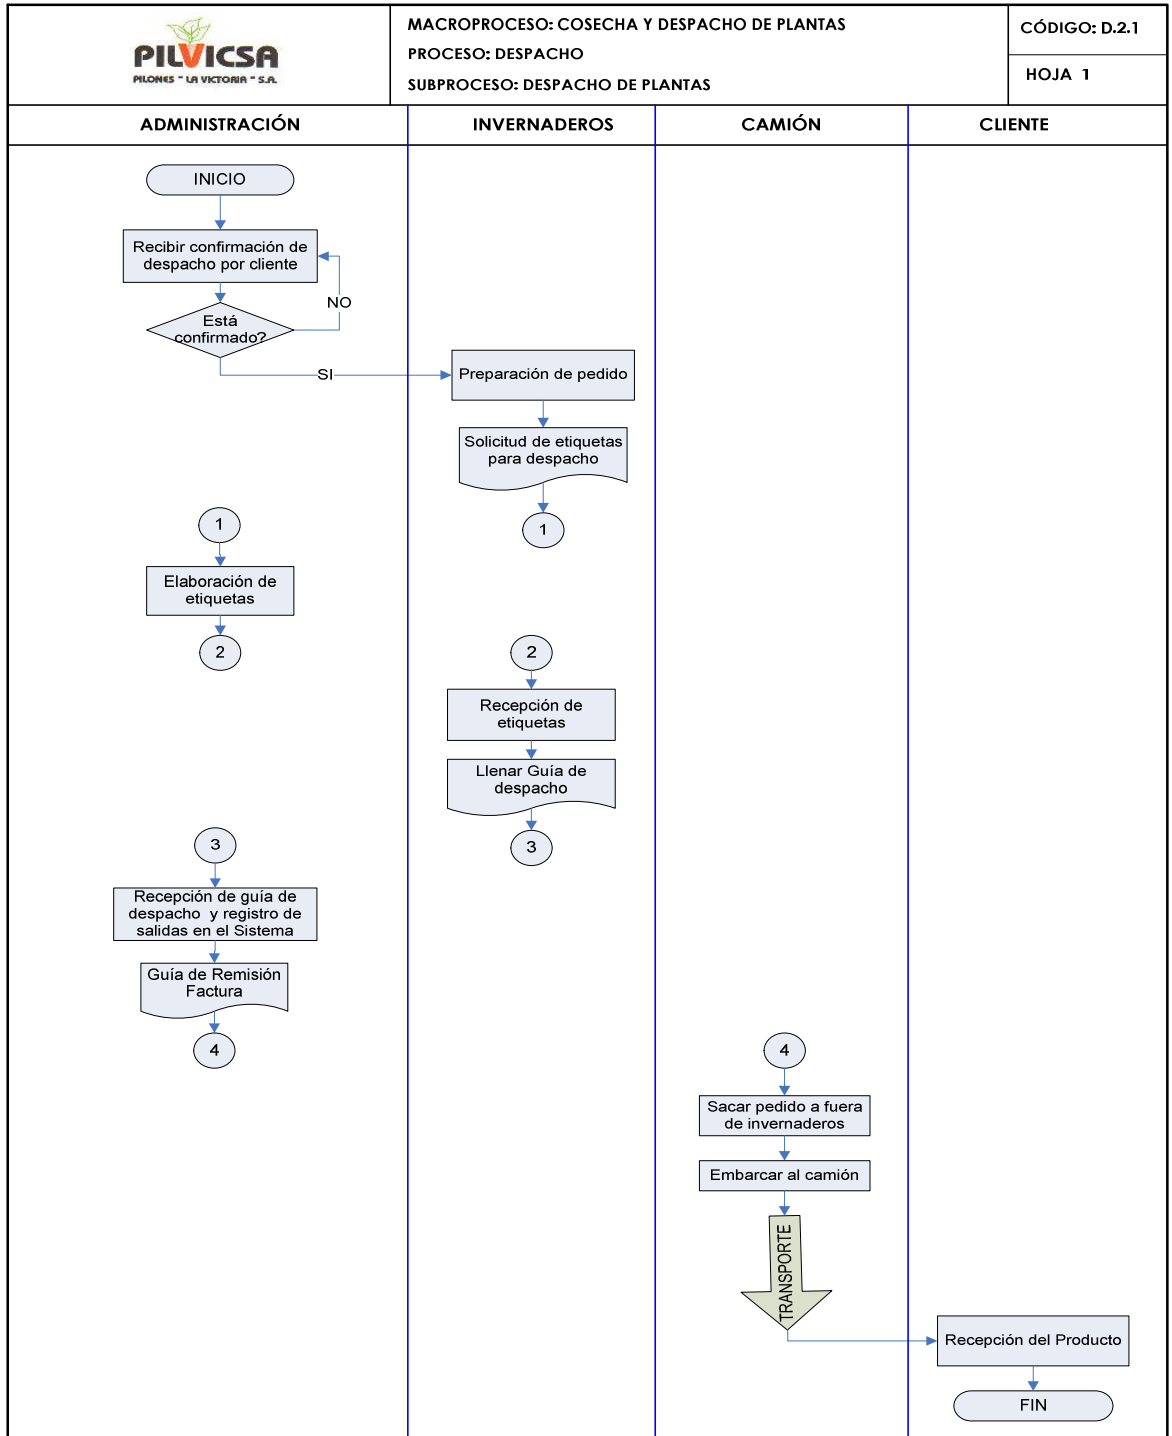 PILVICSA
PILONES "LA VICTORIA" S.A.
MACROPROCESO: COSECHA Y DESPACHO DE PLANTAS
PROCESO: DESPACHO
SUBPROCESO: DESPACHO DE PLANTAS
CÓDIGO: D.2.1
HOJA 1
ADMINISTRACIÓN
INVERNADEROS
CAMIÓN
CLIENTE
INICIO
Recibir confirmación de
despacho por cliente
NO
Está
confirmado?
SI
Preparación de pedido
Solicitud de etiquetas
para despacho
1
1
Elaboración de
etiquetas
2
2
Recepción de
etiquetas
Llenar Guía de
despacho
3
3
Recepción de guía de
despacho y registro de
salidas en el Sistema
Guía de Remisión
Factura
4
4
Sacar pedido a fuera
de invernaderos
Embarcar al camión
TRANSPORTE
Recepción del Producto
FIN